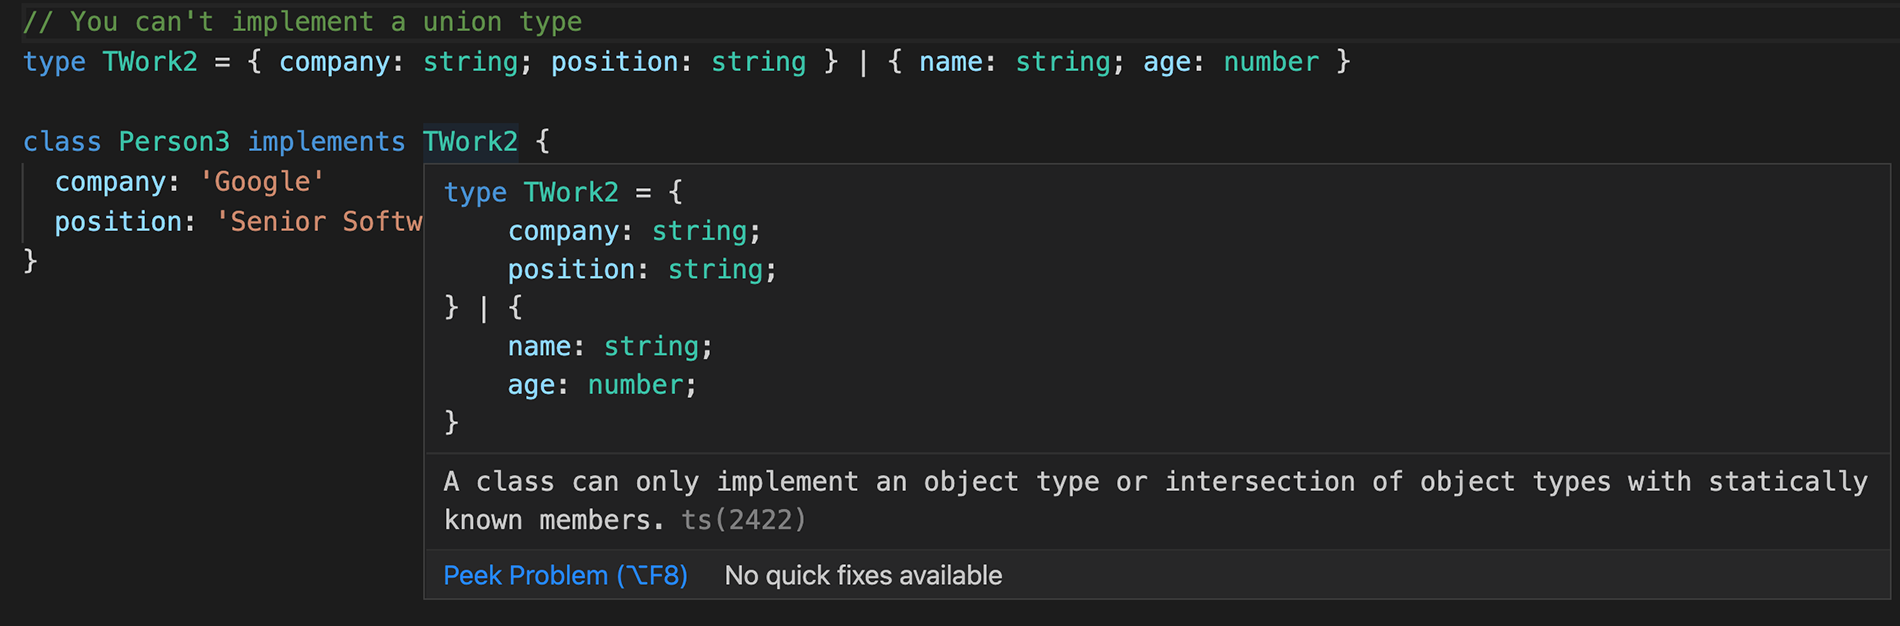 // You can't implement a union type
type TWork2 = { company: string; position: string } | { name: string; age: number }
class Person3 implements TWork2 {
company: 'Google'
position: 'Senior Softw
}
type TWork2 = {
company: string;
position: string;
} | {
name: string;
age: number;
}
A class can only implement an object type or intersection of object types with statically
known members. ts(2422)
Peek Problem (⌥F8) No quick fixes available